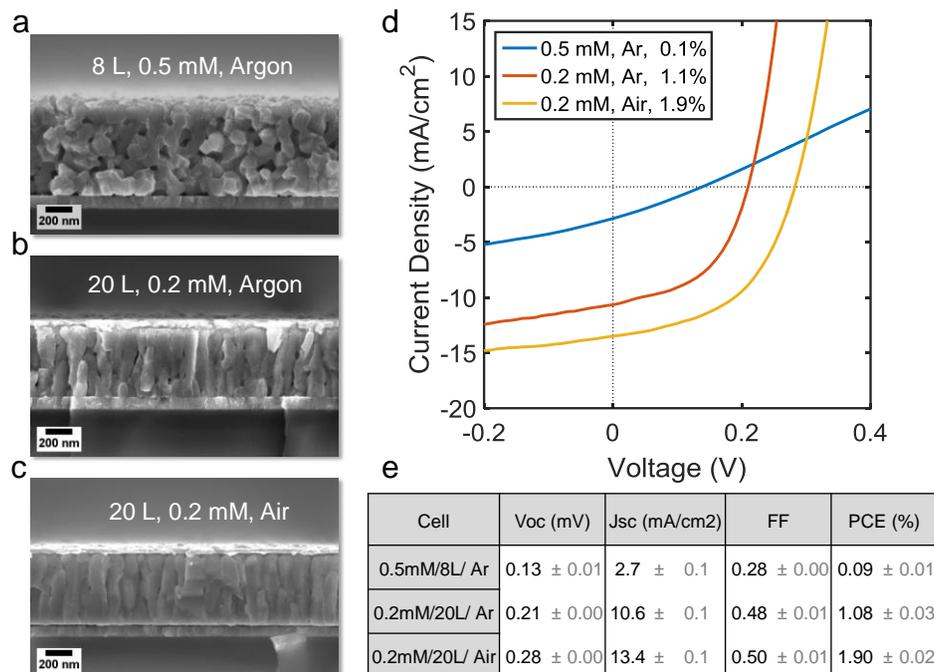 a
8 L, 0.5 mM, Argon
200 nm
b
20 L, 0.2 mM, Argon
200 nm
c
20 L, 0.2 mM, Air
200 nm
d
0.5 mM, Ar, 0.1%
0.2 mM, Ar, 1.1%
0.2 mM, Air, 1.9%
Current Density (mA/cm2)
15
10
5
0
-5
-10
-15
-20
-0.2 0 0.2 0.4
Voltage (V)
e
Cell Voc (mV) Jsc (mA/cm2) FF PCE (%)
0.5mM/8L/ Ar 0.13 ± 0.01 2.7 ± 0.1 0.28 ± 0.00 0.09 ± 0.01
0.2mM/20L/ Ar 0.21 ± 0.00 10.6 ± 0.1 0.48 ± 0.01 1.08 ± 0.03
0.2mM/20L/ Air 0.28 ± 0.00 13.4 ± 0.1 0.50 ± 0.01 1.90 ± 0.02